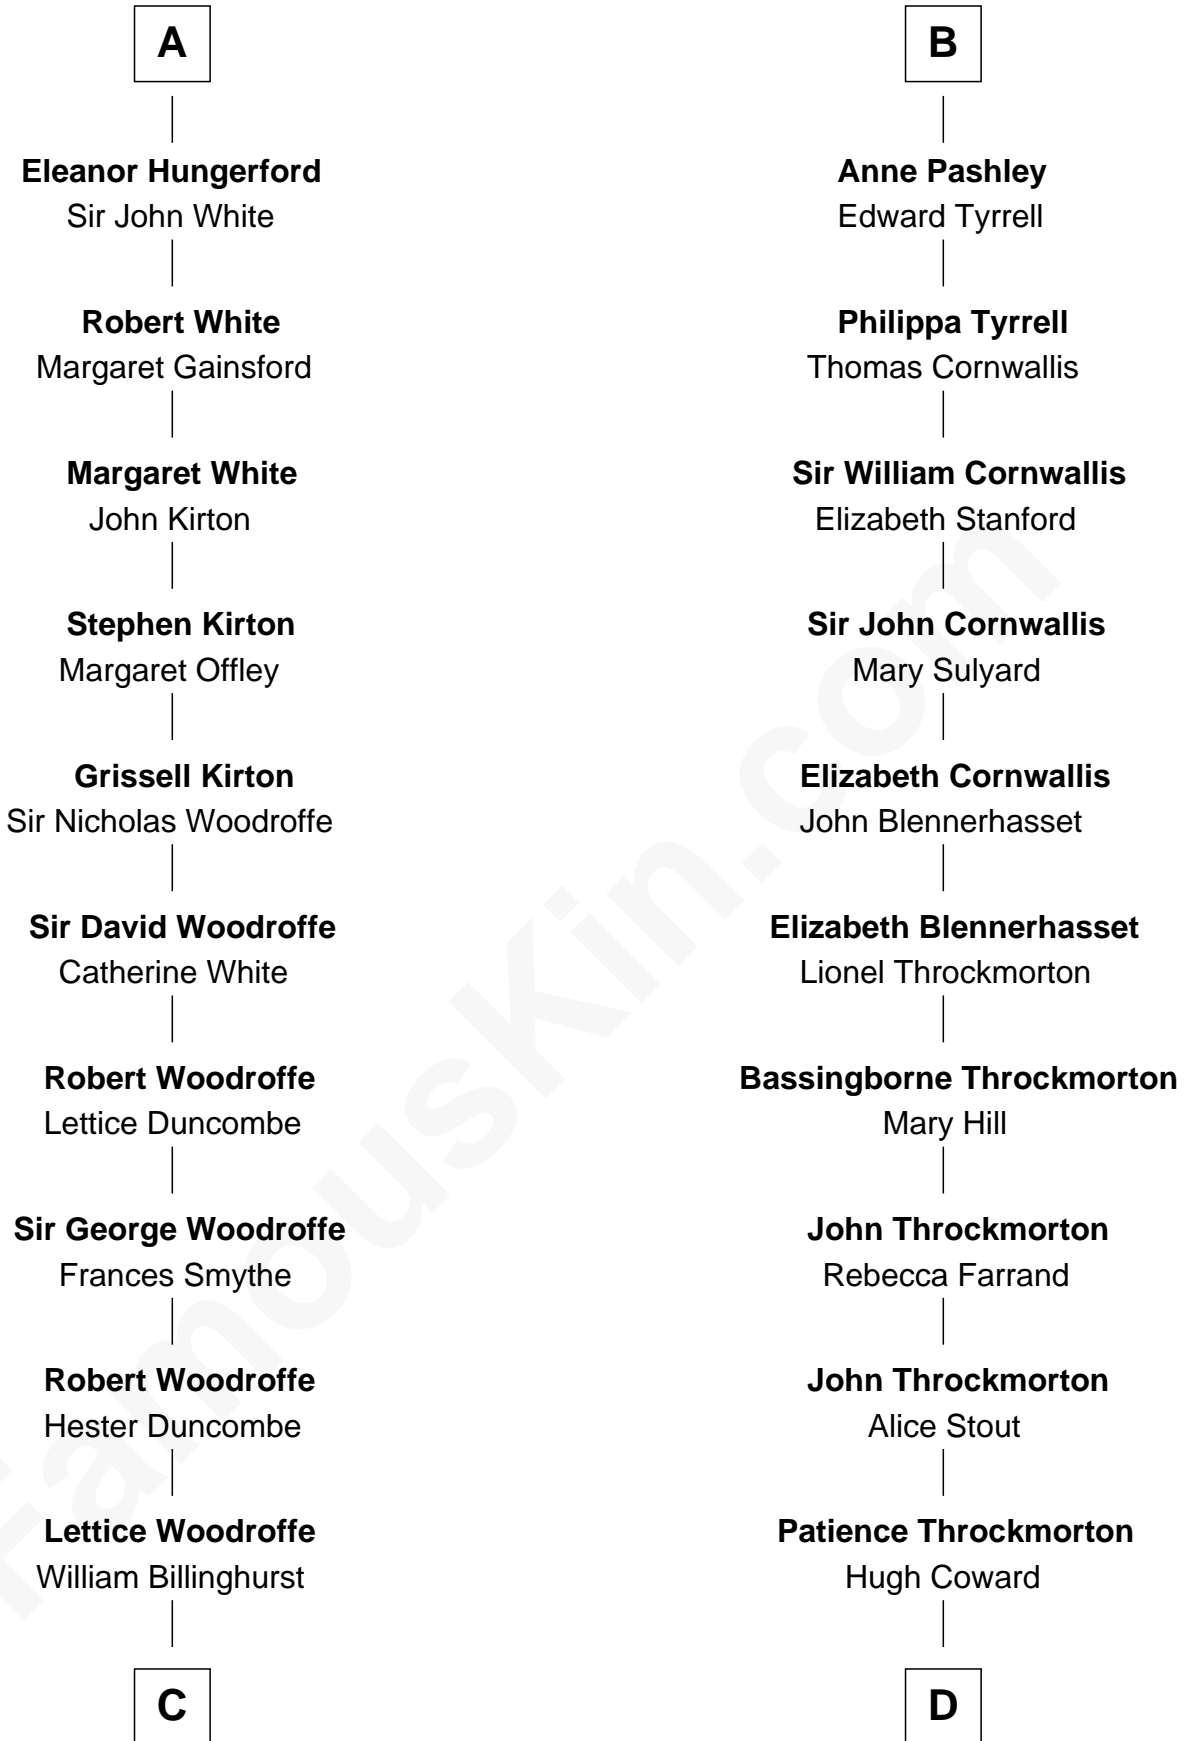 A
Eleanor Hungerford
Sir John White
Robert White
Margaret Gainsford
Margaret White
John Kirton
Stephen Kirton
Margaret Offley
Grissell Kirton
Sir Nicholas Woodroffe
Sir David Woodroffe
Catherine White
Robert Woodroffe
Lettice Duncombe
Sir George Woodroffe
Frances Smythe
Robert Woodroffe
Hester Duncombe
Lettice Woodroffe
William Billinghurst
C
B
Anne Pashley
Edward Tyrrell
Philippa Tyrrell
Thomas Cornwallis
Sir William Cornwallis
Elizabeth Stanford
Sir John Cornwallis
Mary Sulyard
Elizabeth Cornwallis
John Blennerhasset
Elizabeth Blennerhasset
Lionel Throckmorton
Bassingborne Throckmorton
Mary Hill
John Throckmorton
Rebecca Farrand
John Throckmorton
Alice Stout
Patience Throckmorton
Hugh Coward
D
FamousKin.com